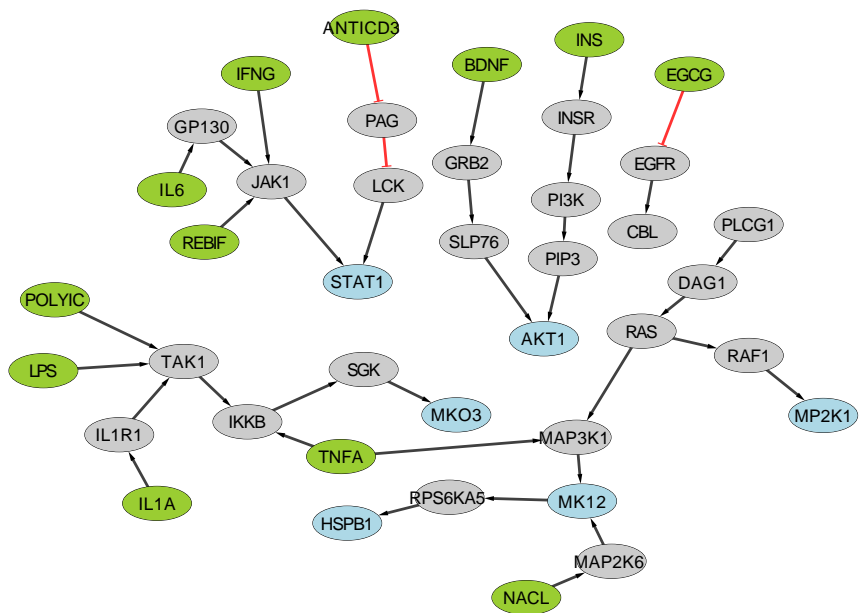 ANTICD3
INS
IFNG
BDNF
EGCG
PAG
INSR
GP130
GRB2
EGFR
JAK1
LCK
IL6
PI3K
PLCG1
CBL
REBIF
SLP76
PIP3
STAT1
DAG1
POLYIC
RAS
AKT1
TAK1
RAF1
LPS
SGK
MKO3
MP2K1
IKKB
IL1R1
MAP3K1
TNFA
RPS6KA5
MK12
IL1A
HSPB1
MAP2K6
NACL